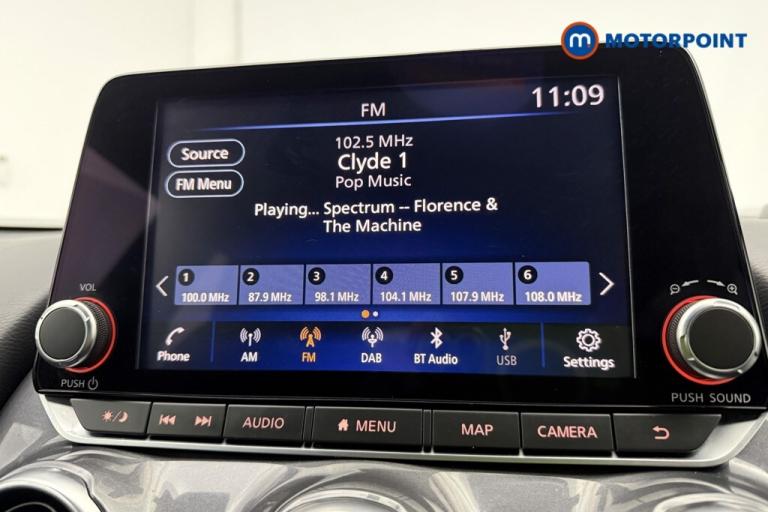 m MOTORPOINT
FM
11:09
Source
FM Menu
102.5 MHz
Clyde 1
Pop Music
Playing... Spectrum -- Florence &
The Machine
1
100.0 MHz
2
87.9 MHz
3
98.1 MHz
4
104.1 MHz
5
107.9 MHz
6
108.0 MHz
Phone
AM
FM
DAB
BT Audio
USB
Settings
VOL
PUSH
PUSH SOUND
AUDIO
MENU
MAP
CAMERA